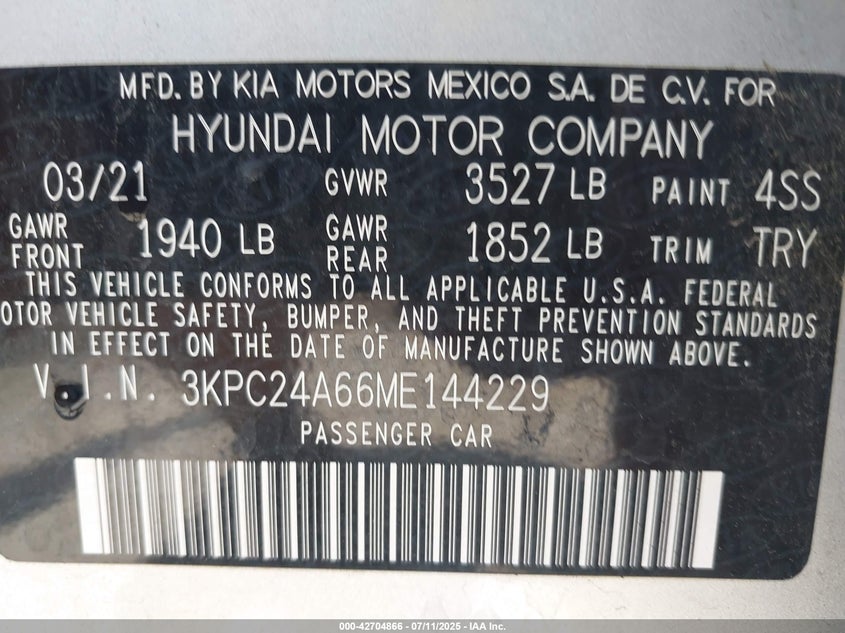 MFD. BY KIA MOTORS MEXICO S.A. DE C.V. FOR
HYUNDAI MOTOR COMPANY
03/21 GVWR 3527 LB PAINT 4SS
GAWR FRONT 1940 LB GAWR REAR 1852 LB TRIM TRY
THIS VEHICLE CONFORMS TO ALL APPLICABLE U.S.A. FEDERAL
OTOR VEHICLE SAFETY, BUMPER, AND THEFT PREVENTION STANDARDS
IN EFFECT ON THE DATE OF MANUFACTURE SHOWN ABOVE.
V.I.N. 3KPC24A66ME144229
PASSENGER CAR
000-42704866 - 07/11/2025 - IAA Inc.